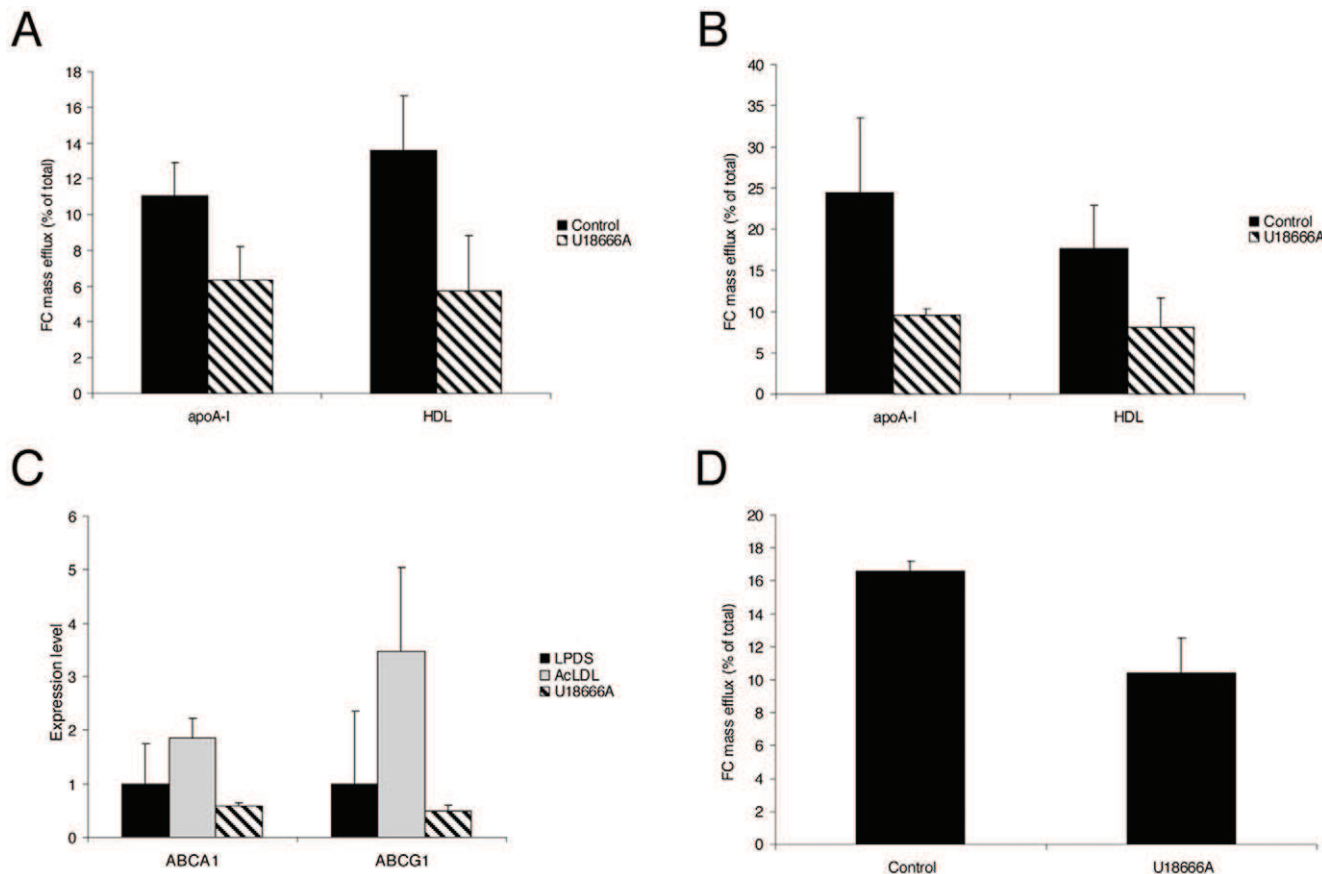 A
FC mass efflux (% of total)
18
16
14
12
10
8
6
4
2
0
apoA-I
HDL
Control
U18666A
B
FC mass efflux (% of total)
40
35
30
25
20
15
10
5
0
apoA-I
HDL
Control
U18666A
C
Expression level
6
5
4
3
2
1
0
ABCA1
ABCG1
LPDS
AcLDL
U18666A
D
FC mass efflux (% of total)
20
18
16
14
12
10
8
6
4
2
0
Control
U18666A